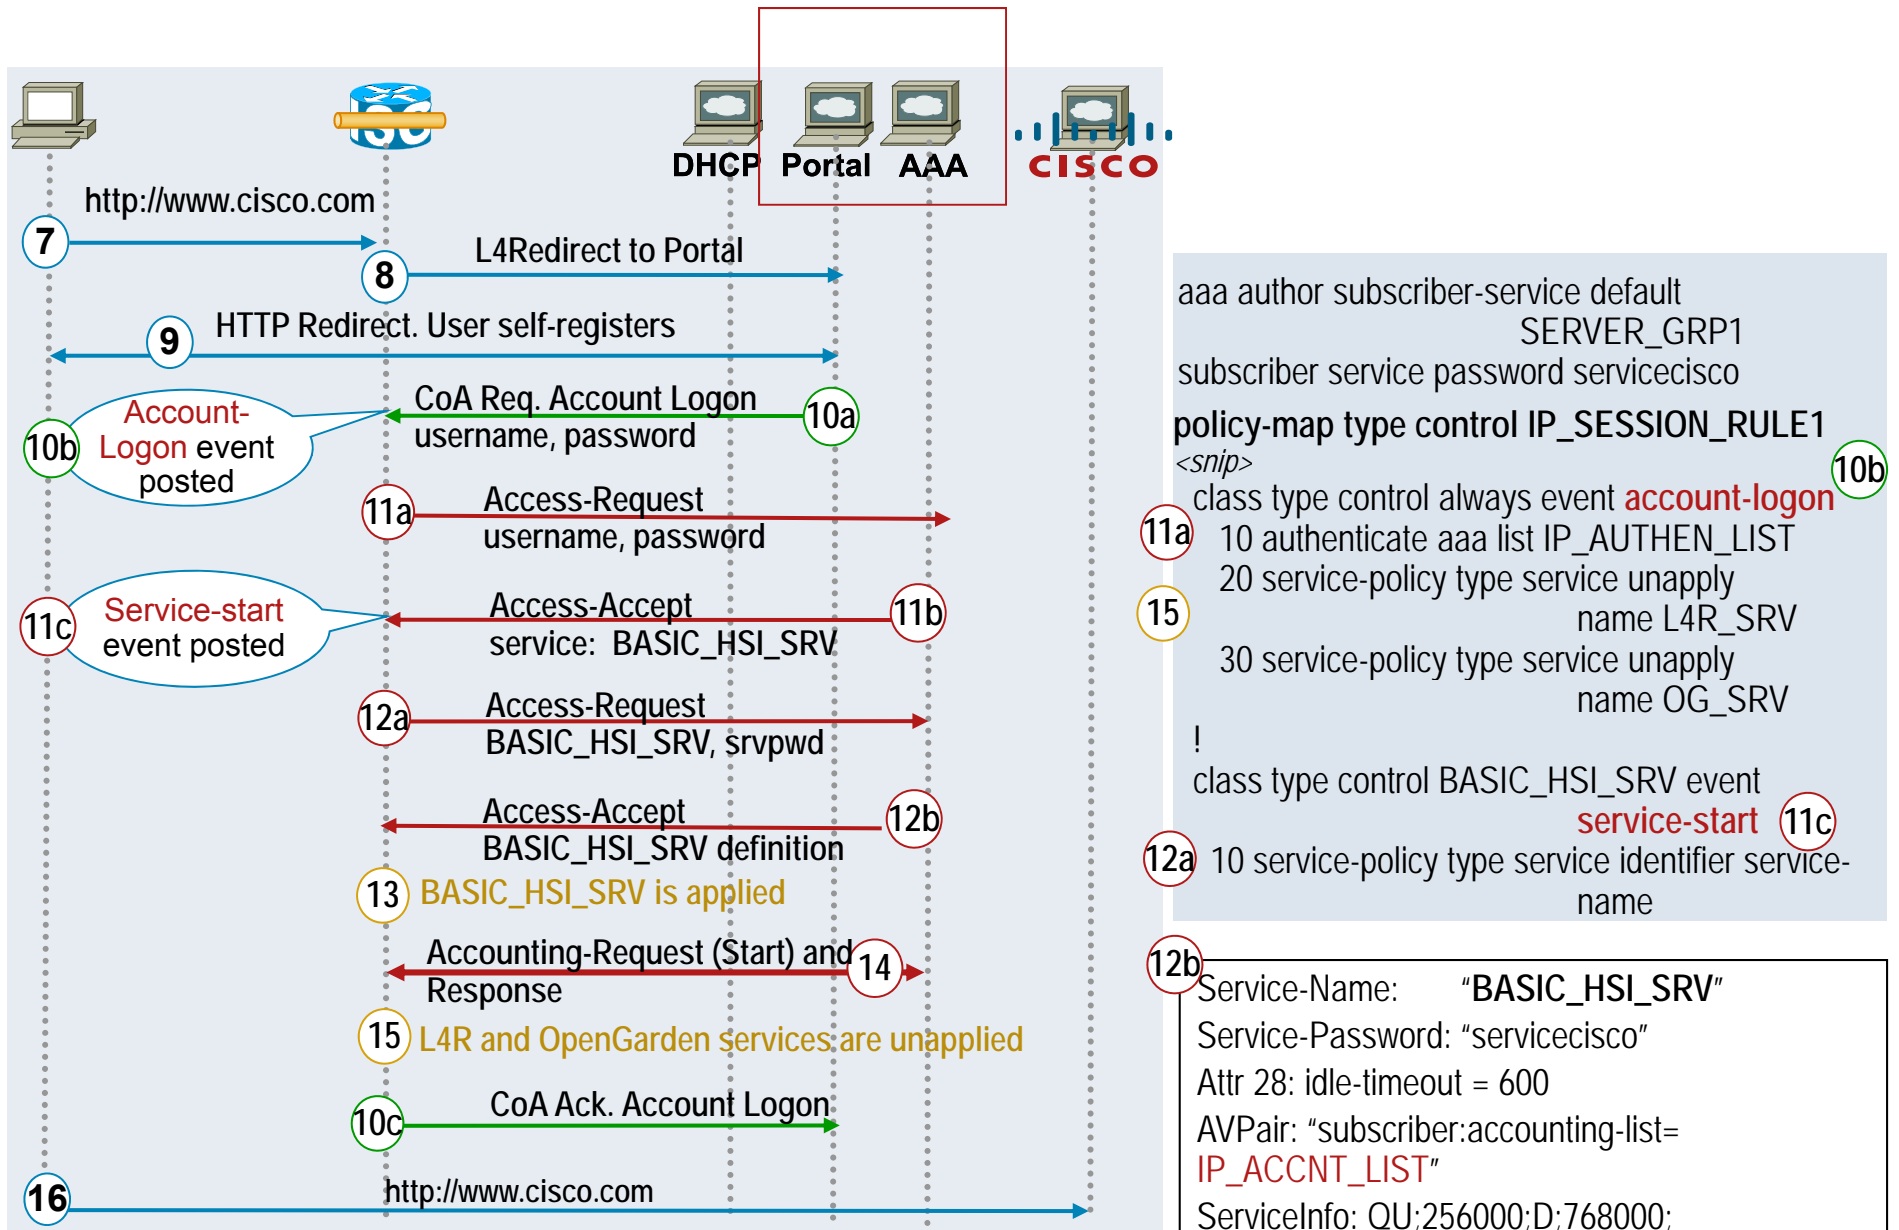 ISC
DHCP
Portal
AAA
CISCO
http://www.cisco.com
7
8
L4Redirect to Portal
9
HTTP Redirect. User self-registers
10b
Account-
Logon event
posted
CoA Req. Account Logon
username, password
10a
11a
Access-Request
username, password
11c
Service-start
event posted
Access-Accept
service: BASIC_HSI_SRV
11b
12a
Access-Request
BASIC_HSI_SRV, srvpwd
Access-Accept
BASIC_HSI_SRV definition
12b
13
BASIC_HSI_SRV is applied
Accounting-Request (Start) and
Response
14
15
L4R and OpenGarden services are unapplied
10c
CoA Ack. Account Logon
16
http://www.cisco.com
aaa author subscriber-service default
SERVER_GRP1
subscriber service password servicecisco
policy-map type control IP_SESSION_RULE1
<snip>
10b
class type control always event account-logon
11a
10 authenticate aaa list IP_AUTHEN_LIST
15
20 service-policy type service unapply
name L4R_SRV
30 service-policy type service unapply
name OG_SRV
!
class type control BASIC_HSI_SRV event
service-start
11c
12a
10 service-policy type service identifier service-
name
12b
Service-Name: “BASIC_HSI_SRV”
Service-Password: “servicecisco”
Attr 28: idle-timeout = 600
AVPair: “subscriber:accounting-list=
IP_ACCNT_LIST”
ServiceInfo: QU;256000;D;768000;